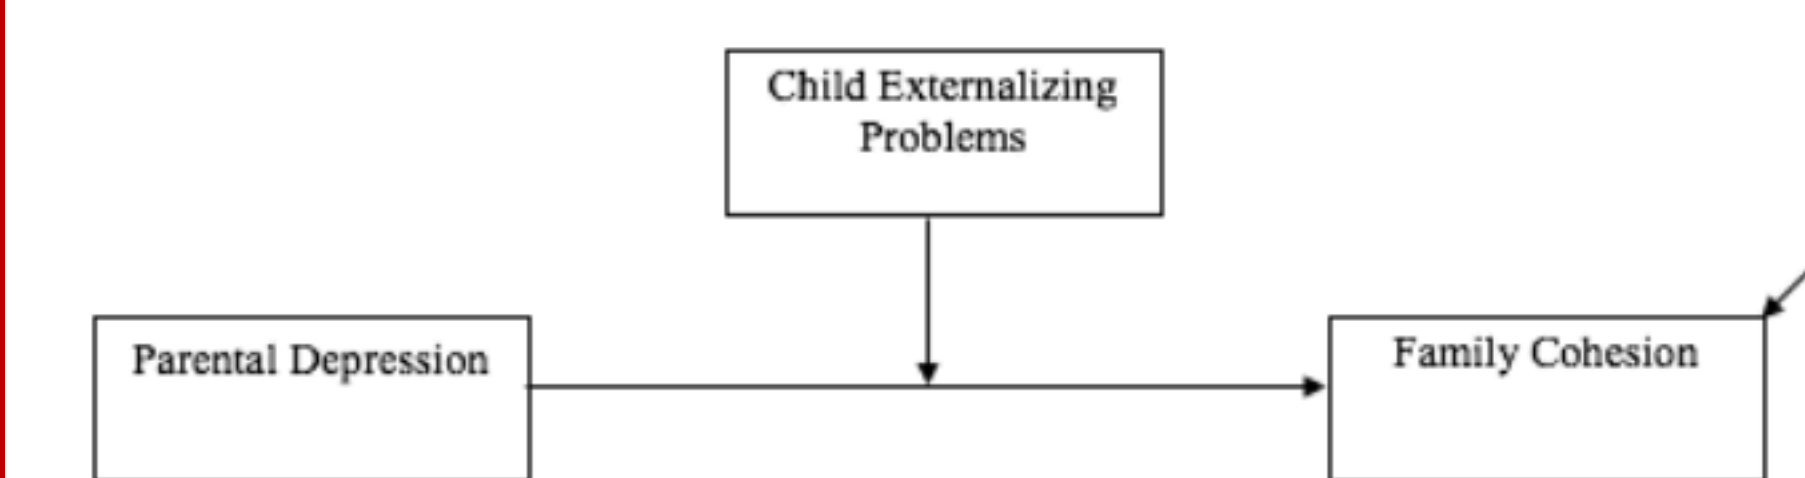 Child Externalizing
Problems
Parental Depression
Family Cohesion